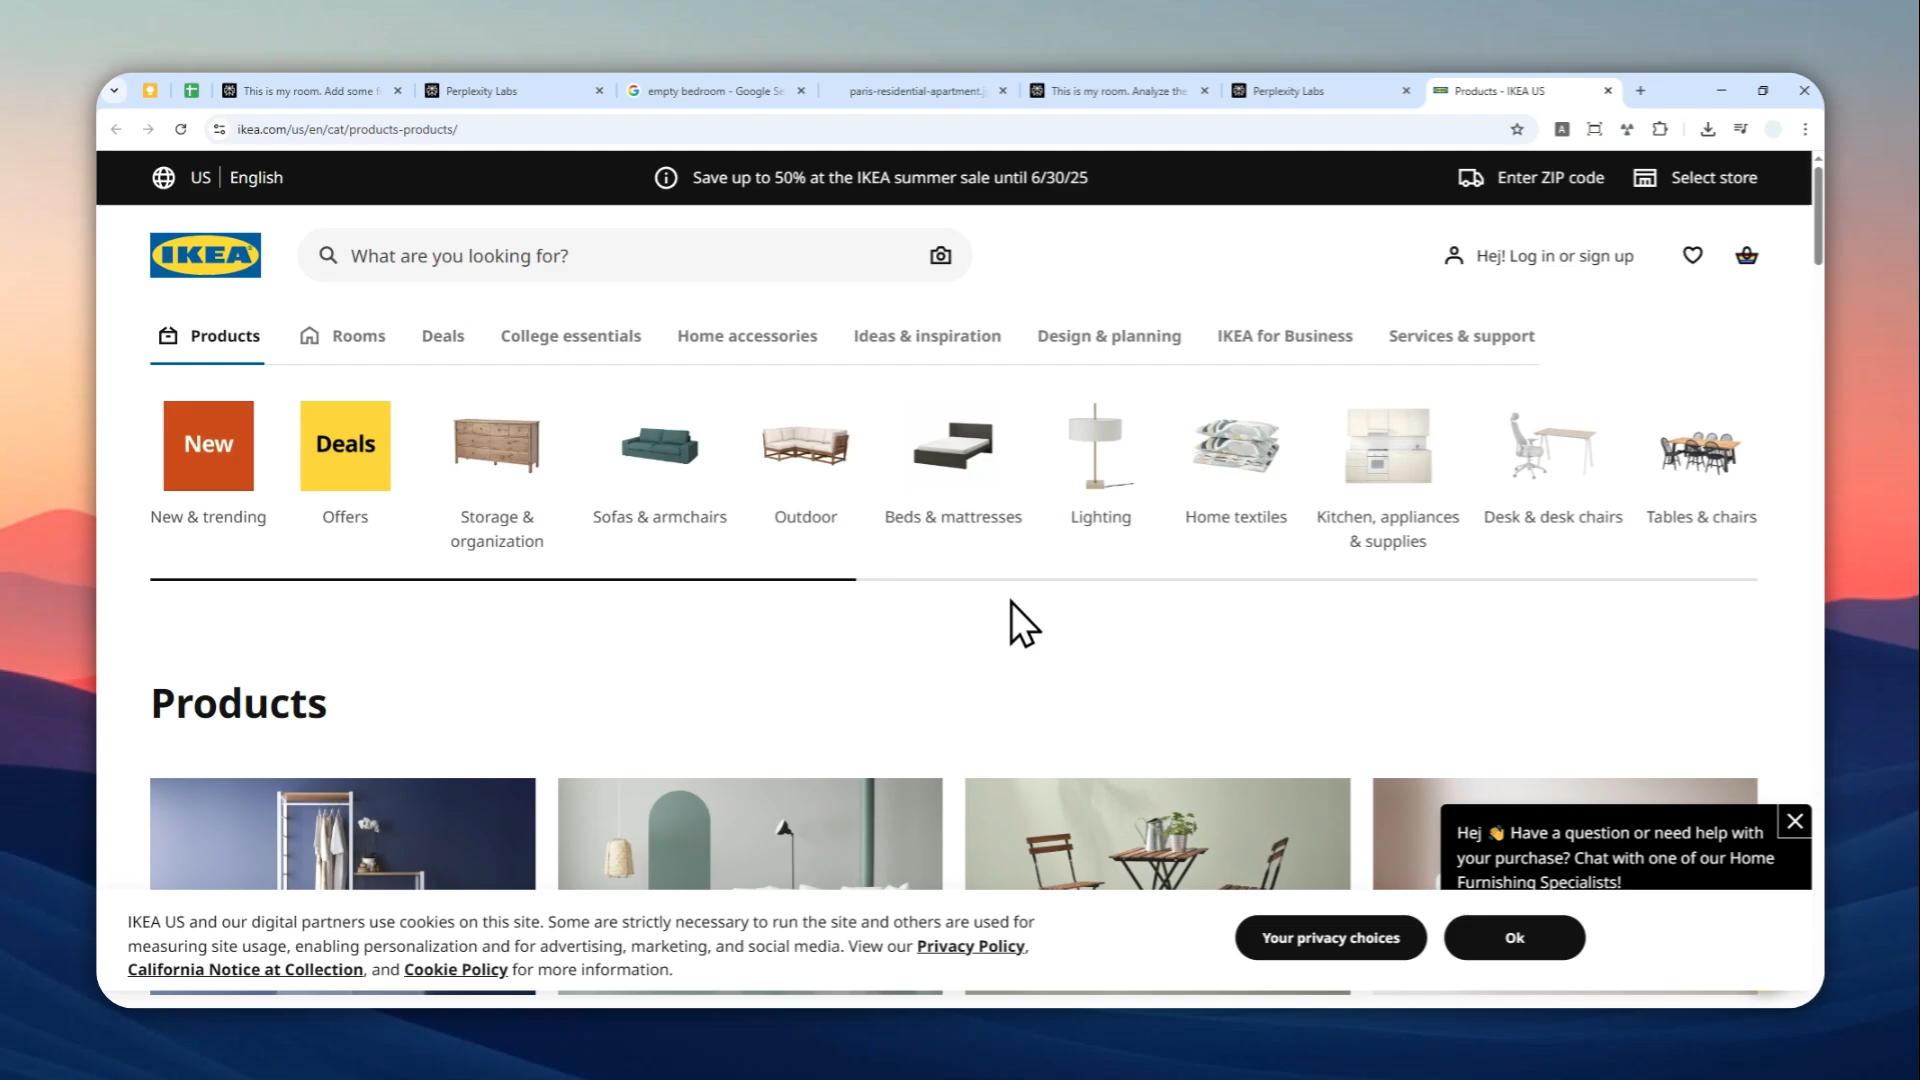 This is my room. Add some f
Perplexity Labs
empty bedroom - Google Se
paris-residential-apartment.j
This is my room. Analyze the
Perplexity Labs
Products - IKEA US
ikea.com/us/en/cat/products-products/
US | English
Save up to 50% at the IKEA summer sale until 6/30/25
Enter ZIP code
Select store
IKEA
What are you looking for?
Hej! Log in or sign up
Products
Rooms
Deals
College essentials
Home accessories
Ideas & inspiration
Design & planning
IKEA for Business
Services & support
New
Deals
New & trending
Offers
Storage &
organization
Sofas & armchairs
Outdoor
Beds & mattresses
Lighting
Home textiles
Kitchen, appliances
& supplies
Desk & desk chairs
Tables & chairs
Products
Hej 👋 Have a question or need help with
your purchase? Chat with one of our Home
Furnishing Specialists!
IKEA US and our digital partners use cookies on this site. Some are strictly necessary to run the site and others are used for
measuring site usage, enabling personalization and for advertising, marketing, and social media. View our Privacy Policy,
California Notice at Collection, and Cookie Policy for more information.
Your privacy choices
Ok